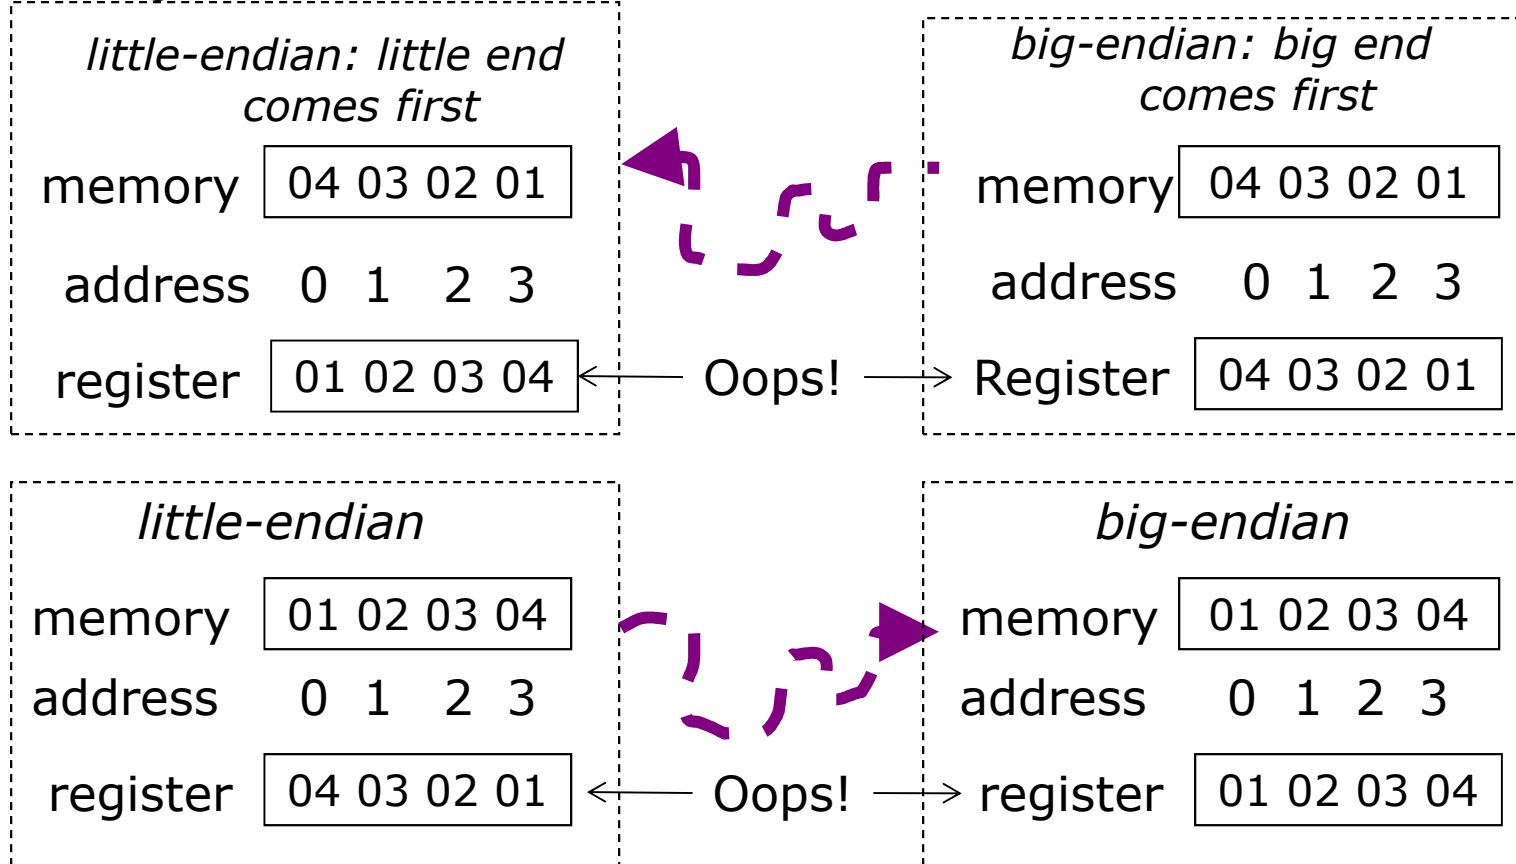 little-endian: little end
comes first
memory 04 03 02 01
address 0 1 2 3
register 01 02 03 04
Oops!
big-endian: big end
comes first
memory 04 03 02 01
address 0 1 2 3
Register 04 03 02 01
little-endian
memory 01 02 03 04
address 0 1 2 3
register 04 03 02 01
Oops!
big-endian
memory 01 02 03 04
address 0 1 2 3
register 01 02 03 04